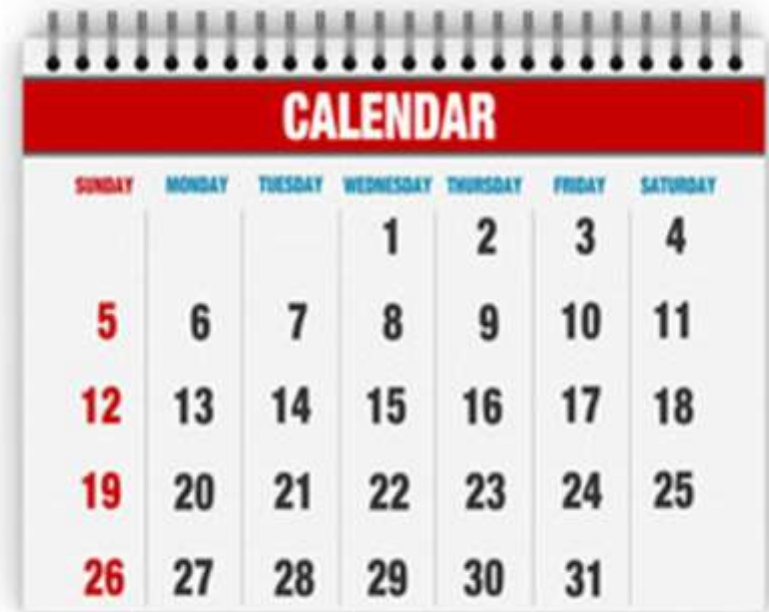 CALENDAR
SUNDAY MONDAY TUESDAY WEDNESDAY THURSDAY FRIDAY SATURDAY
1 2 3 4
5 6 7 8 9 10 11
12 13 14 15 16 17 18
19 20 21 22 23 24 25
26 27 28 29 30 31